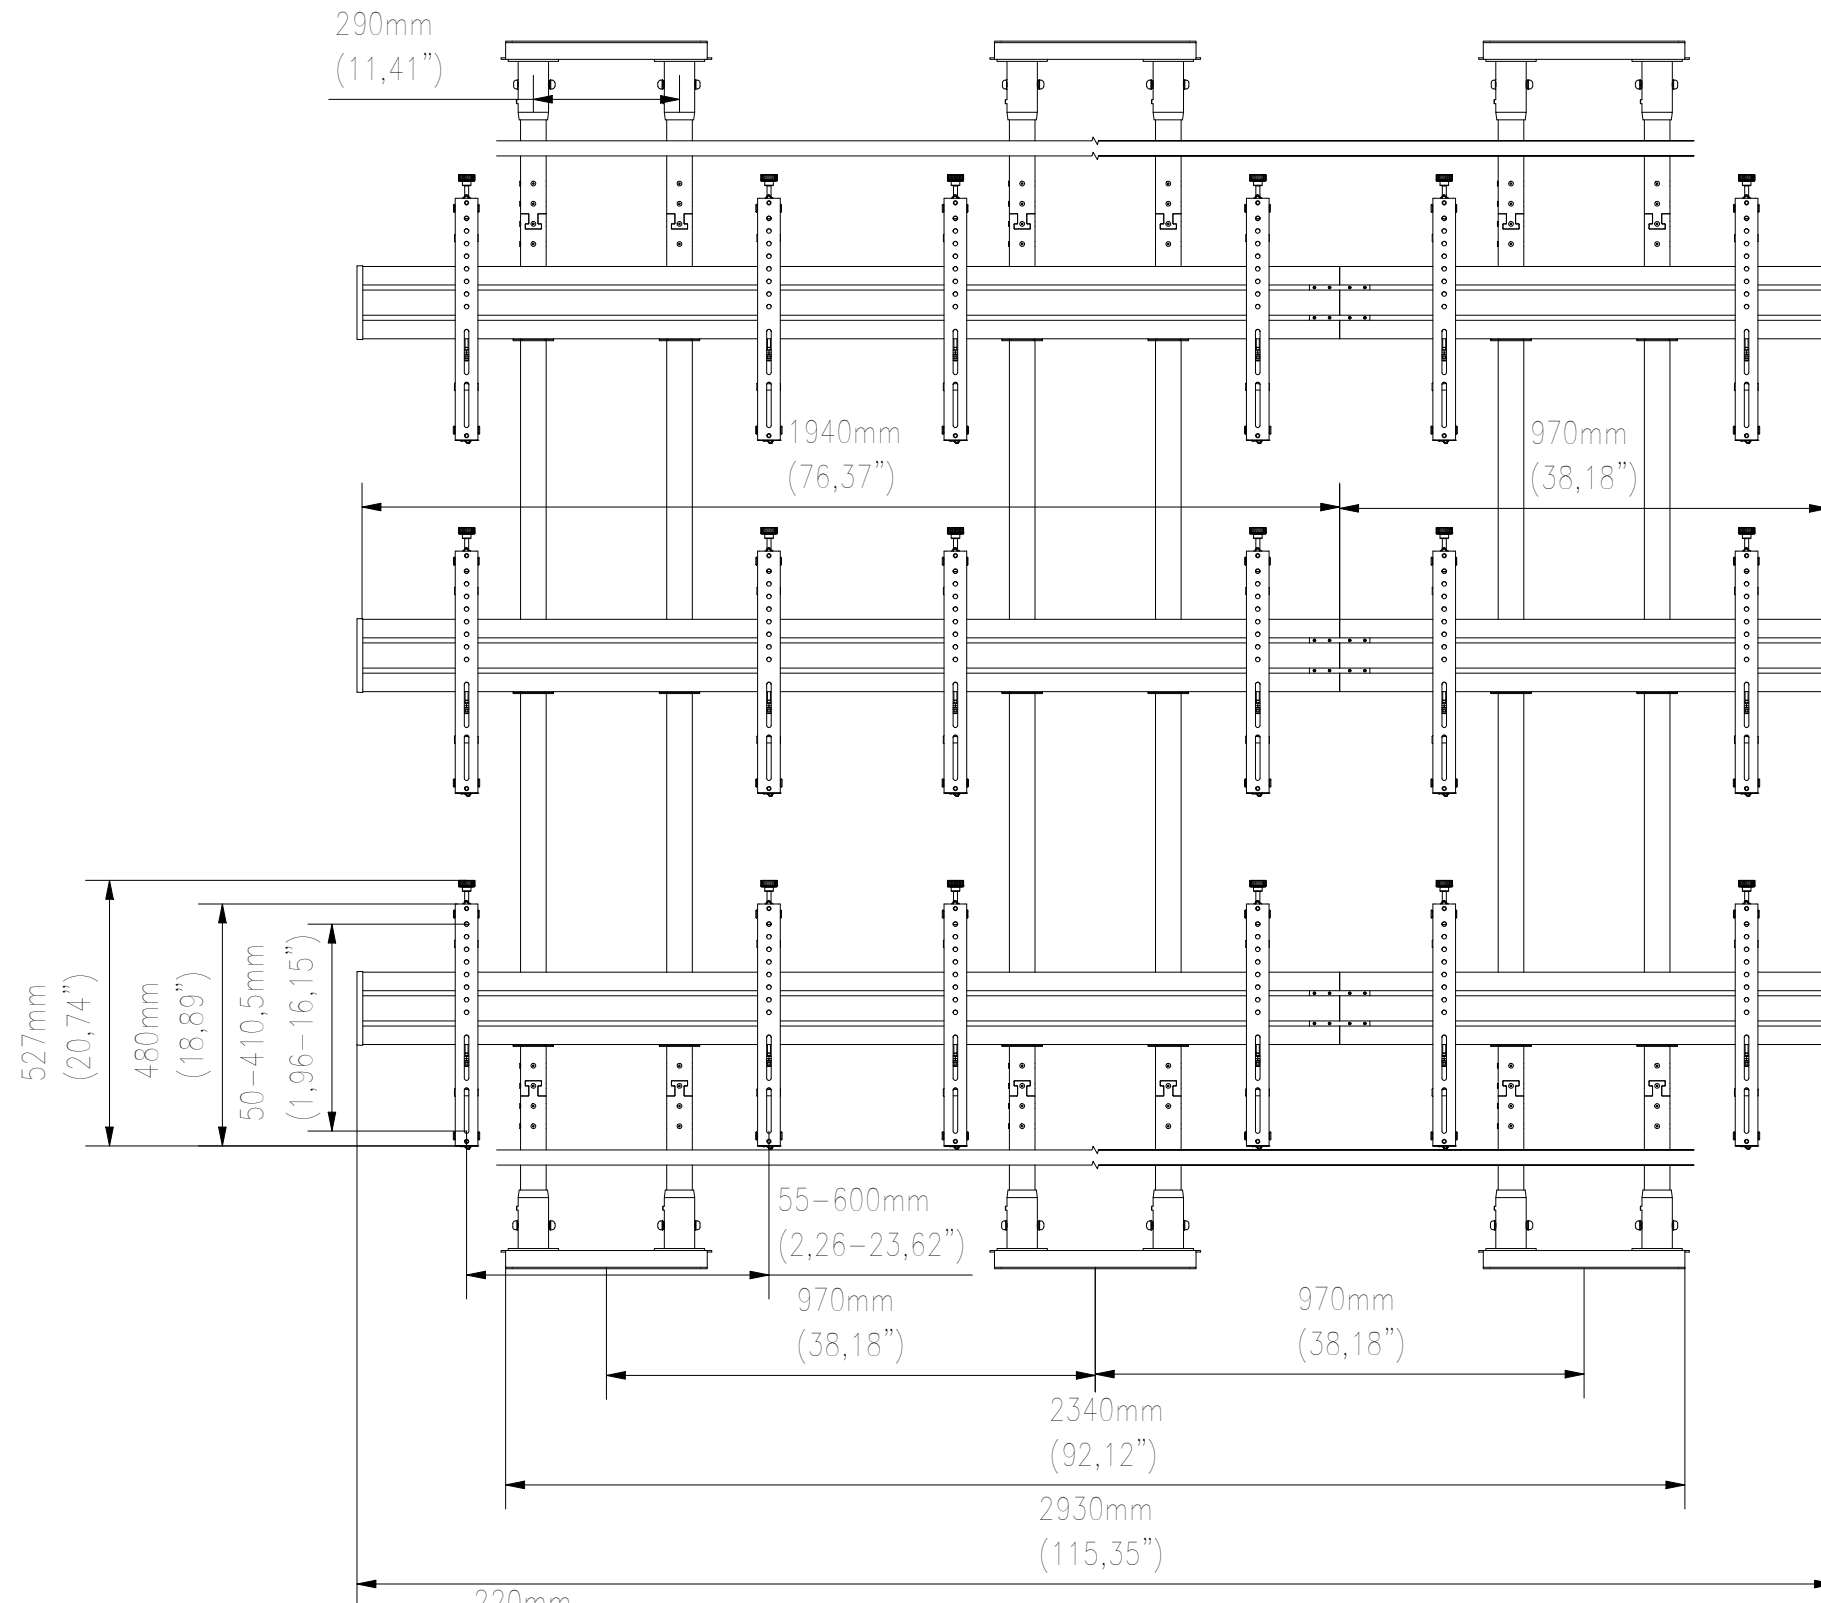 290mm
(11,41”)
1940mm
(76,37”)
970mm
(38,18”)
527mm
(20,74”)
480mm
(18,89”)
50-410,5mm
(1,96-16,15”)
55-600mm
(2,26-23,62”)
970mm
(38,18”)
970mm
(38,18”)
2340mm
(92,12”)
2930mm
(115,35”)
220mm